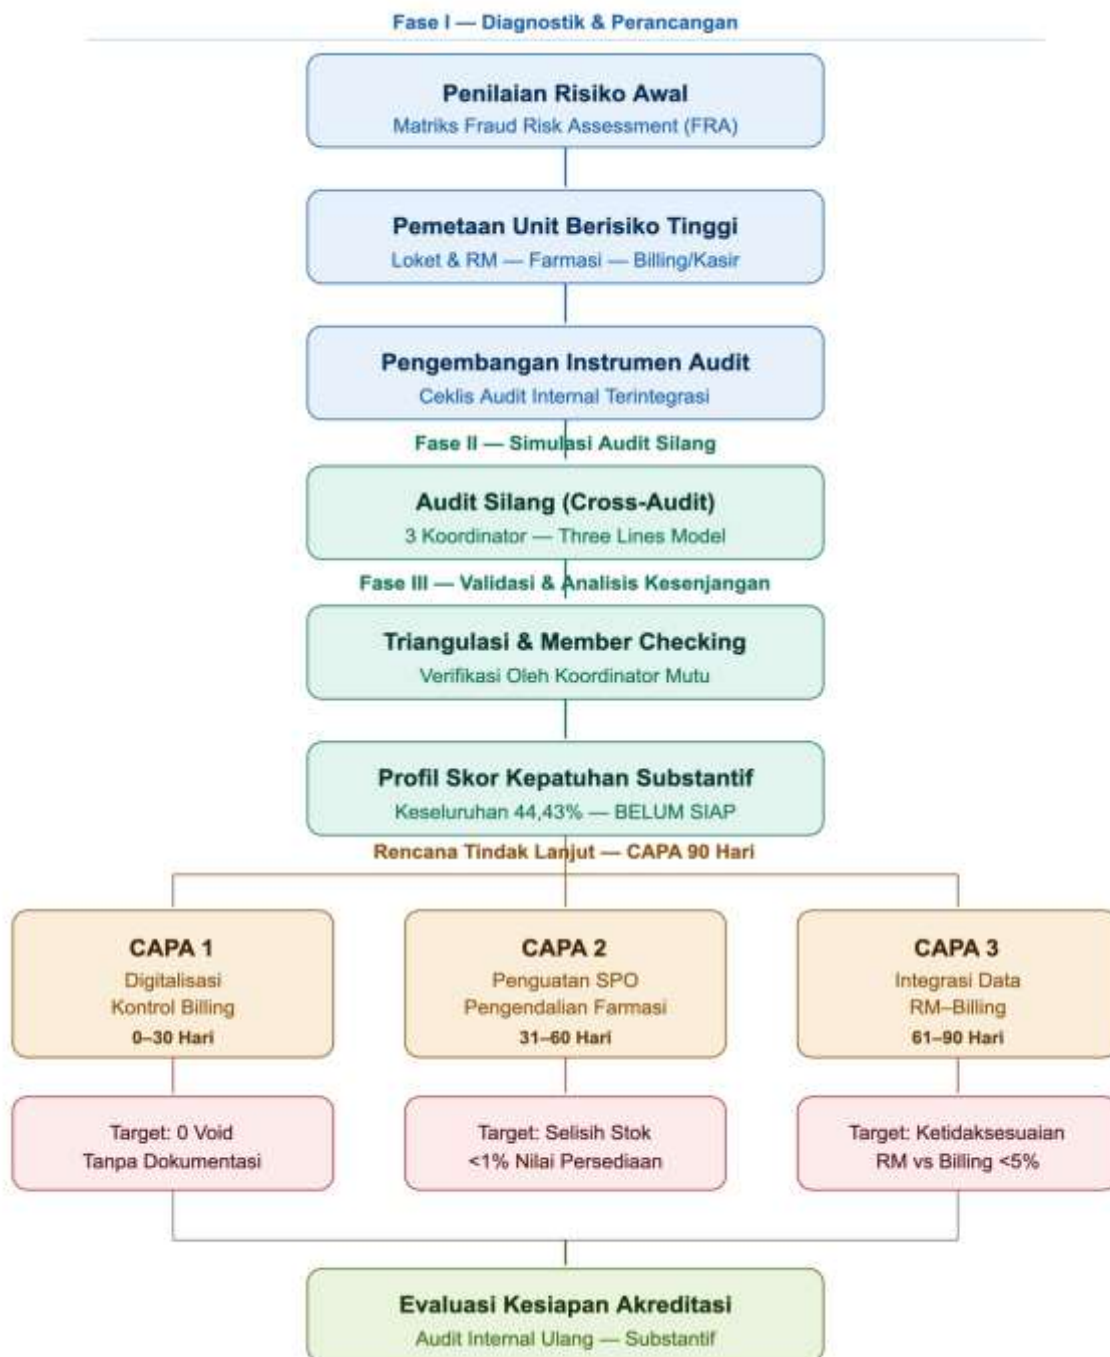 Fase I — Diagnostik & Perancangan
Penilaian Risiko Awal
Matriks Fraud Risk Assessment (FRA)
Pemetaan Unit Berisiko Tinggi
Loket & RM — Farmasi — Billing/Kasir
Pengembangan Instrumen Audit
Ceklis Audit Internal Terintegrasi
Fase II — Simulasi Audit Silang
Audit Silang (Cross-Audit)
3 Koordinator — Three Lines Model
Fase III — Validasi & Analisis Kesenjangan
Triangulasi & Member Checking
Verifikasi Oleh Koordinator Mutu
Profil Skor Kepatuhan Substantif
Keseluruhan 44,43% — BELUM SIAP
Rencana Tindak Lanjut — CAPA 90 Hari
CAPA 1
Digitalisasi
Kontrol Billing
0–30 Hari
CAPA 2
Penguatan SPO
Pengendalian Farmasi
31–60 Hari
CAPA 3
Integrasi Data
RM–Billing
61–90 Hari
Target: 0 Void
Tanpa Dokumentasi
Target: Selisih Stok
<1% Nilai Persediaan
Target: Ketidaksesuaian
RM vs Billing <5%
Evaluasi Kesiapan Akreditasi
Audit Internal Ulang — Substantif